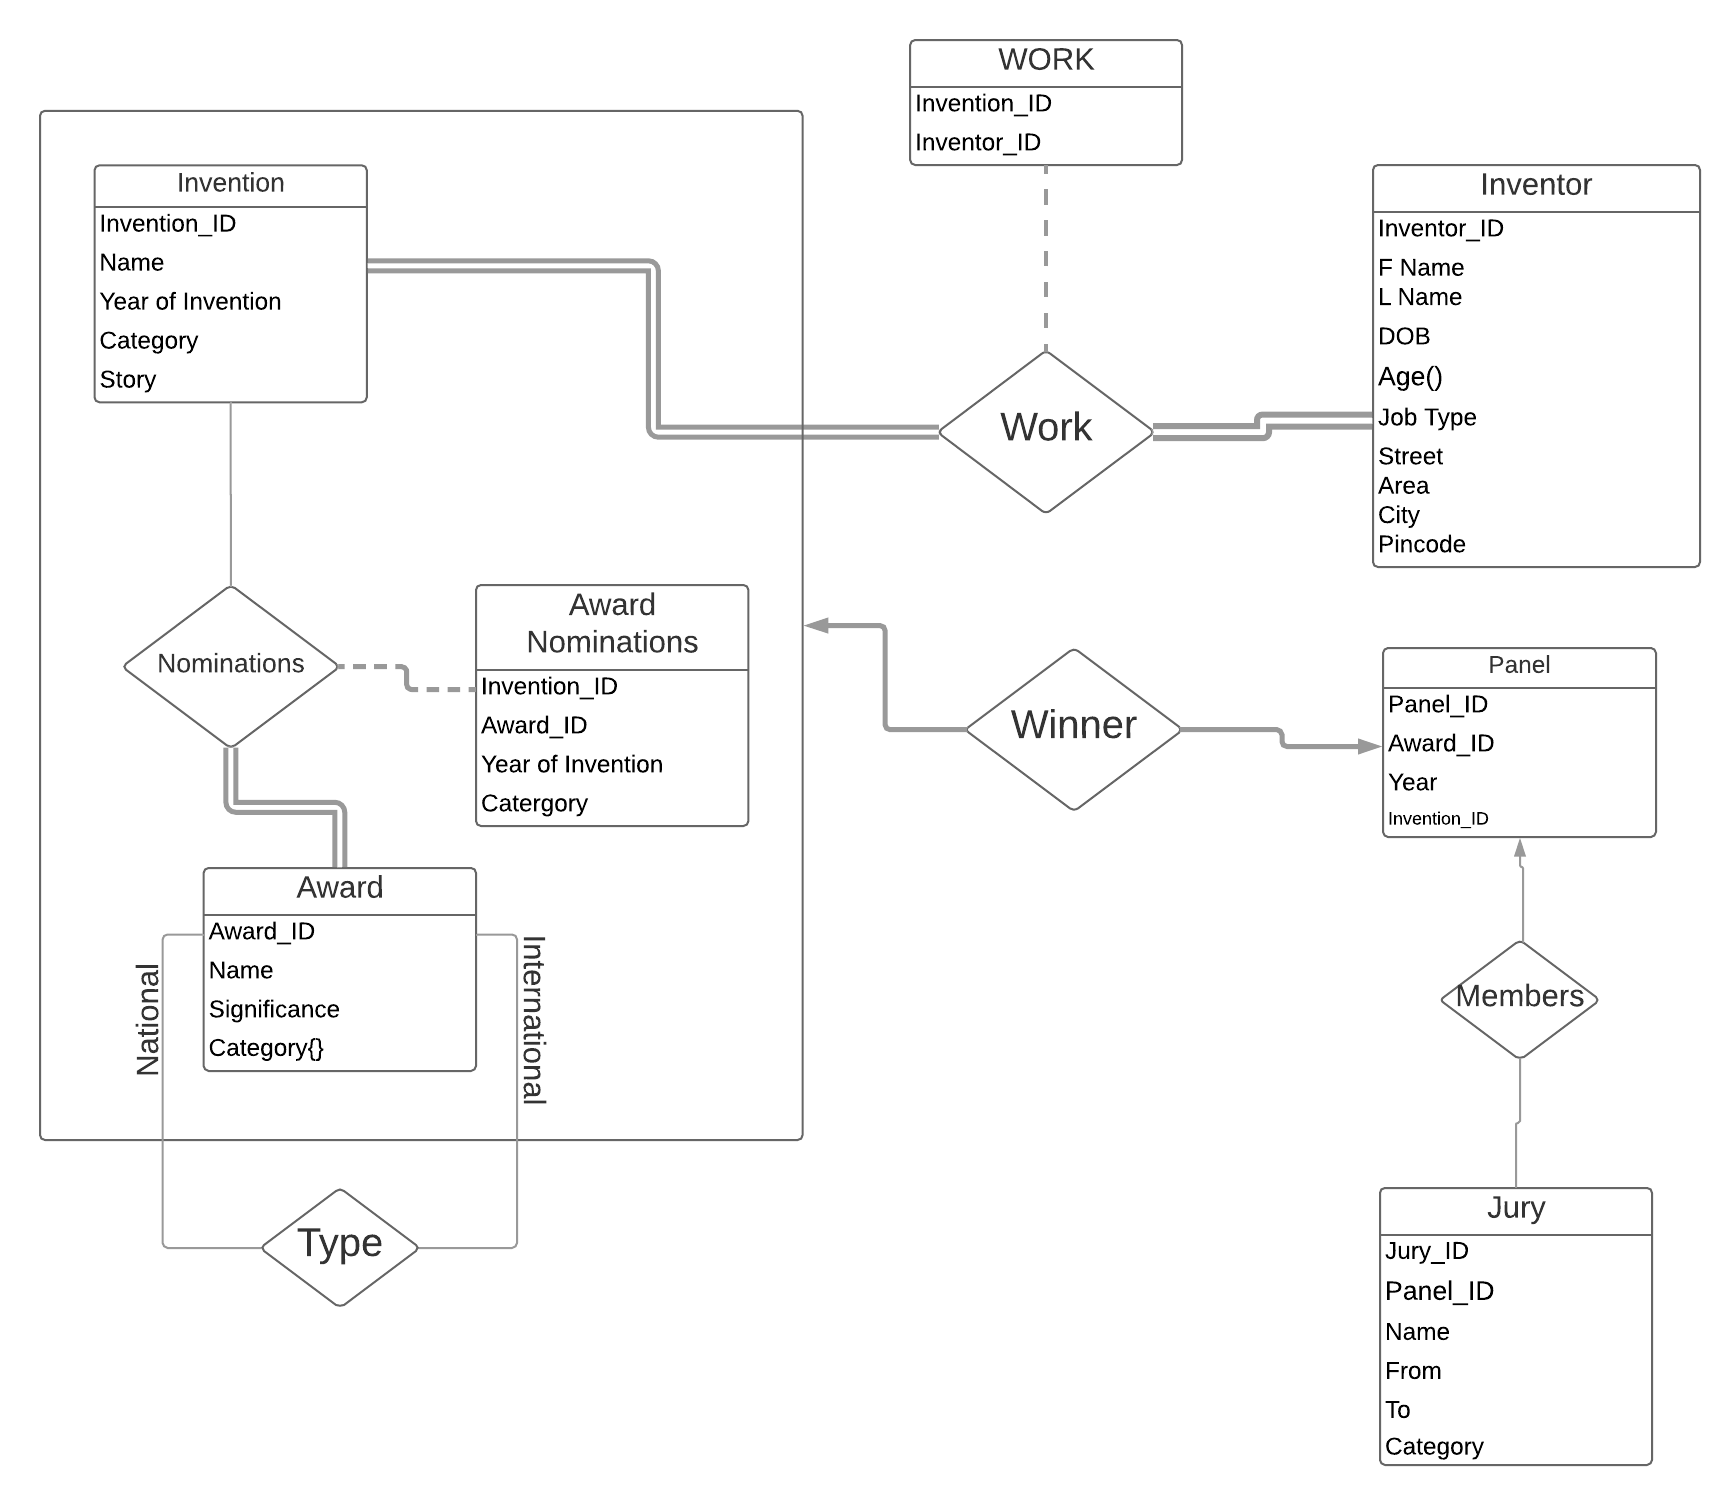 WORK
Invention_ID
Inventor_ID
Invention
Invention_ID
Name
Year of Invention
Category
Story
Inventor
Inventor_ID
F Name
L Name
DOB
Age()
Job Type
Street
Area
City
Pincode
Work
Nominations
Award
Nominations
Invention_ID
Award_ID
Year of Invention
Catergory
Winner
Panel
Panel_ID
Award_ID
Year
Invention_ID
Award
Award_ID
Name
Significance
Category{}
National
International
Members
Type
Jury
Jury_ID
Panel_ID
Name
From
To
Category